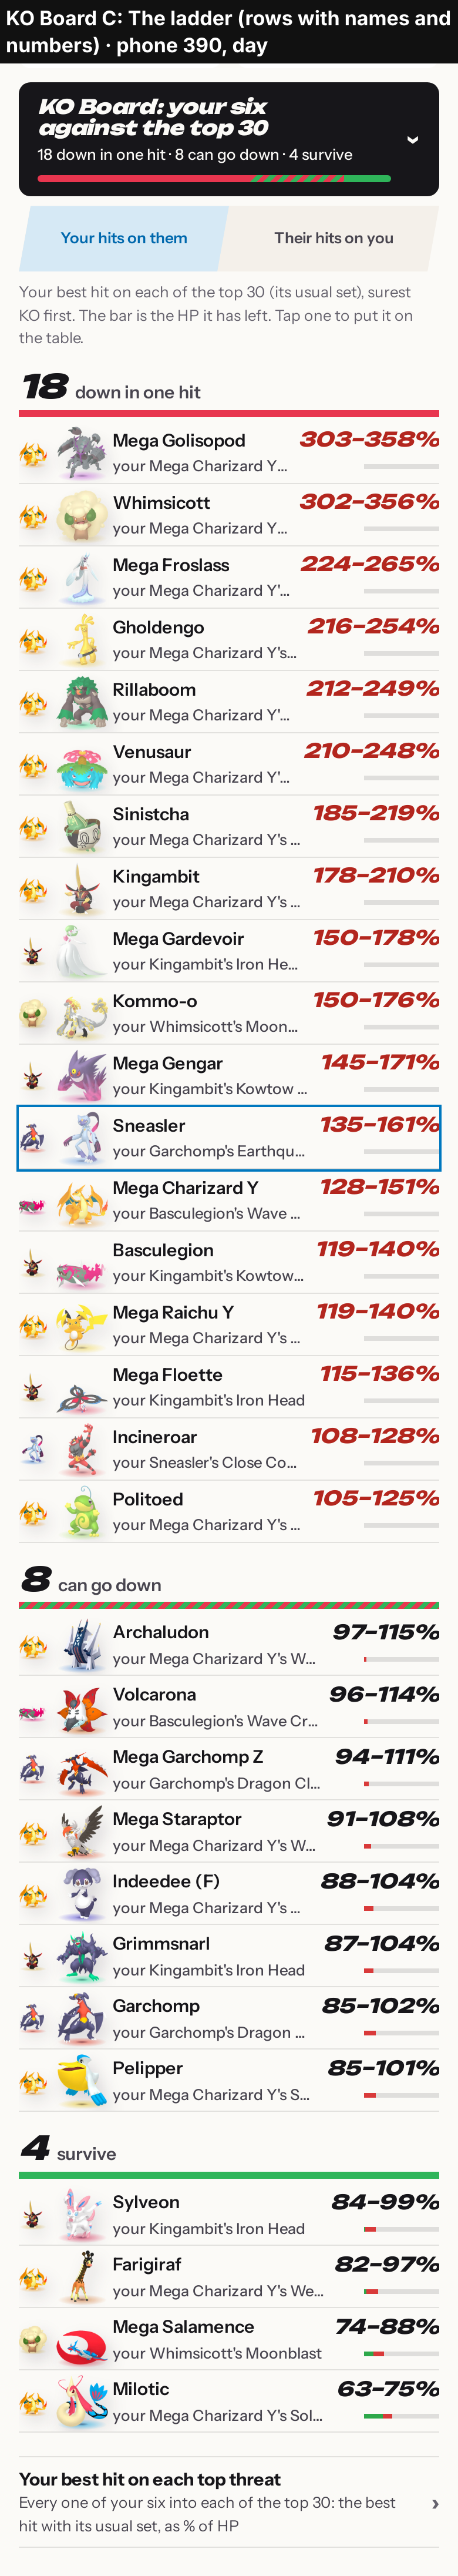 KO Board C: The ladder (rows with names and
numbers) · phone 390, day
KO Board: your six
against the top 30
18 down in one hit · 8 can go down · 4 survive
Your hits on them
Their hits on you
Your best hit on each of the top 30 (its usual set), surest
KO first. The bar is the HP it has left. Tap one to put it on
the table.
18 down in one hit
Mega Golisopod 303–358%
your Mega Charizard Y...
Whimsicott 302–356%
your Mega Charizard Y...
Mega Froslass 224–265%
your Mega Charizard Y'...
Gholdengo 216–254%
your Mega Charizard Y's...
Rillaboom 212–249%
your Mega Charizard Y'...
Venusaur 210–248%
your Mega Charizard Y'...
Sinistcha 185–219%
your Mega Charizard Y's ...
Kingambit 178–210%
your Mega Charizard Y's ...
Mega Gardevoir 150–178%
your Kingambit's Iron He...
Kommo-o 150–176%
your Whimsicott's Moon...
Mega Gengar 145–171%
your Kingambit's Kowtow ...
Sneasler 135–161%
your Garchomp's Earthqu...
Mega Charizard Y 128–151%
your Basculegion's Wave ...
Basculegion 119–140%
your Kingambit's Kowtow...
Mega Raichu Y 119–140%
your Mega Charizard Y's ...
Mega Floette 115–136%
your Kingambit's Iron Head
Incineroar 108–128%
your Sneasler's Close Co...
Politoed 105–125%
your Mega Charizard Y's ...
8 can go down
Archaludon 97–115%
your Mega Charizard Y's W...
Volcarona 96–114%
your Basculegion's Wave Cr...
Mega Garchomp Z 94–111%
your Garchomp's Dragon Cl...
Mega Staraptor 91–108%
your Mega Charizard Y's W...
Indeedee (F) 88–104%
your Mega Charizard Y's ...
Grimmsnarl 87–104%
your Kingambit's Iron Head
Garchomp 85–102%
your Garchomp's Dragon ...
Pelipper 85–101%
your Mega Charizard Y's S...
4 survive
Sylveon 84–99%
your Kingambit's Iron Head
Farigiraf 82–97%
your Mega Charizard Y's We...
Mega Salamence 74–88%
your Whimsicott's Moonblast
Milotic 63–75%
your Mega Charizard Y's Sol...
Your best hit on each top threat
Every one of your six into each of the top 30: the best
hit with its usual set, as % of HP